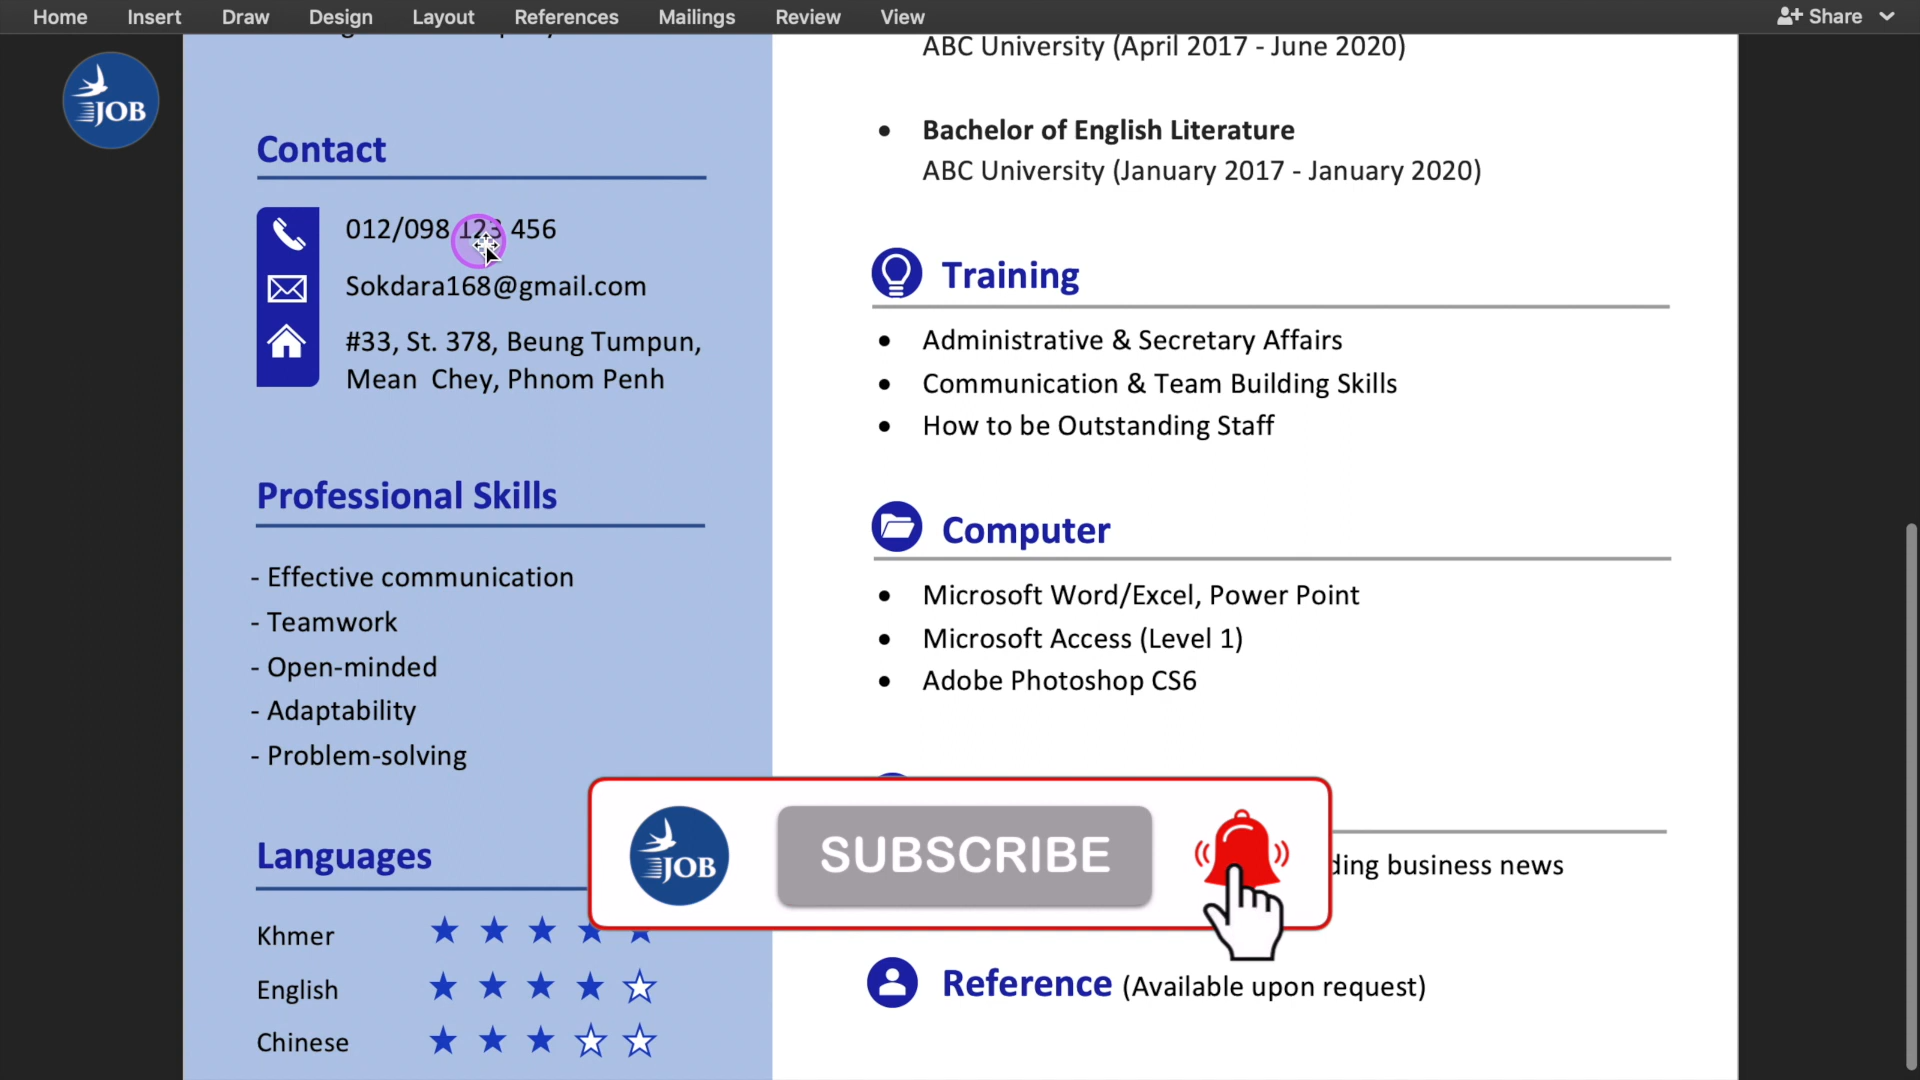 Home Insert Draw Design Layout References Mailings Review View Share
JOB
Contact
012/098 123 456
Sokdara168@gmail.com
#33, St. 378, Beung Tumpun,
Mean Chey, Phnom Penh
Professional Skills
- Effective communication
- Teamwork
- Open-minded
- Adaptability
- Problem-solving
Languages
Khmer
English
Chinese
ABC University (April 2017 - June 2020)
• Bachelor of English Literature
ABC University (January 2017 - January 2020)
Training
• Administrative & Secretary Affairs
• Communication & Team Building Skills
• How to be Outstanding Staff
Computer
• Microsoft Word/Excel, Power Point
• Microsoft Access (Level 1)
• Adobe Photoshop CS6
business news
Reference (Available upon request)
JOB SUBSCRIBE